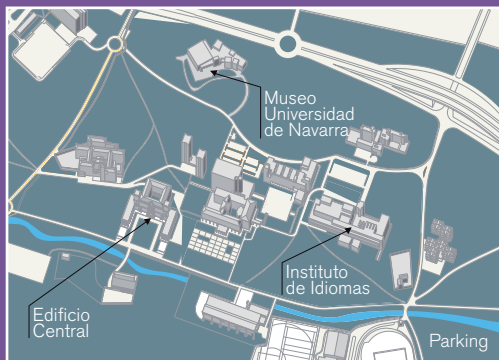 Museo
Universidad
de Navarra
Instituto
de Idiomas
Edificio
Central
Parking